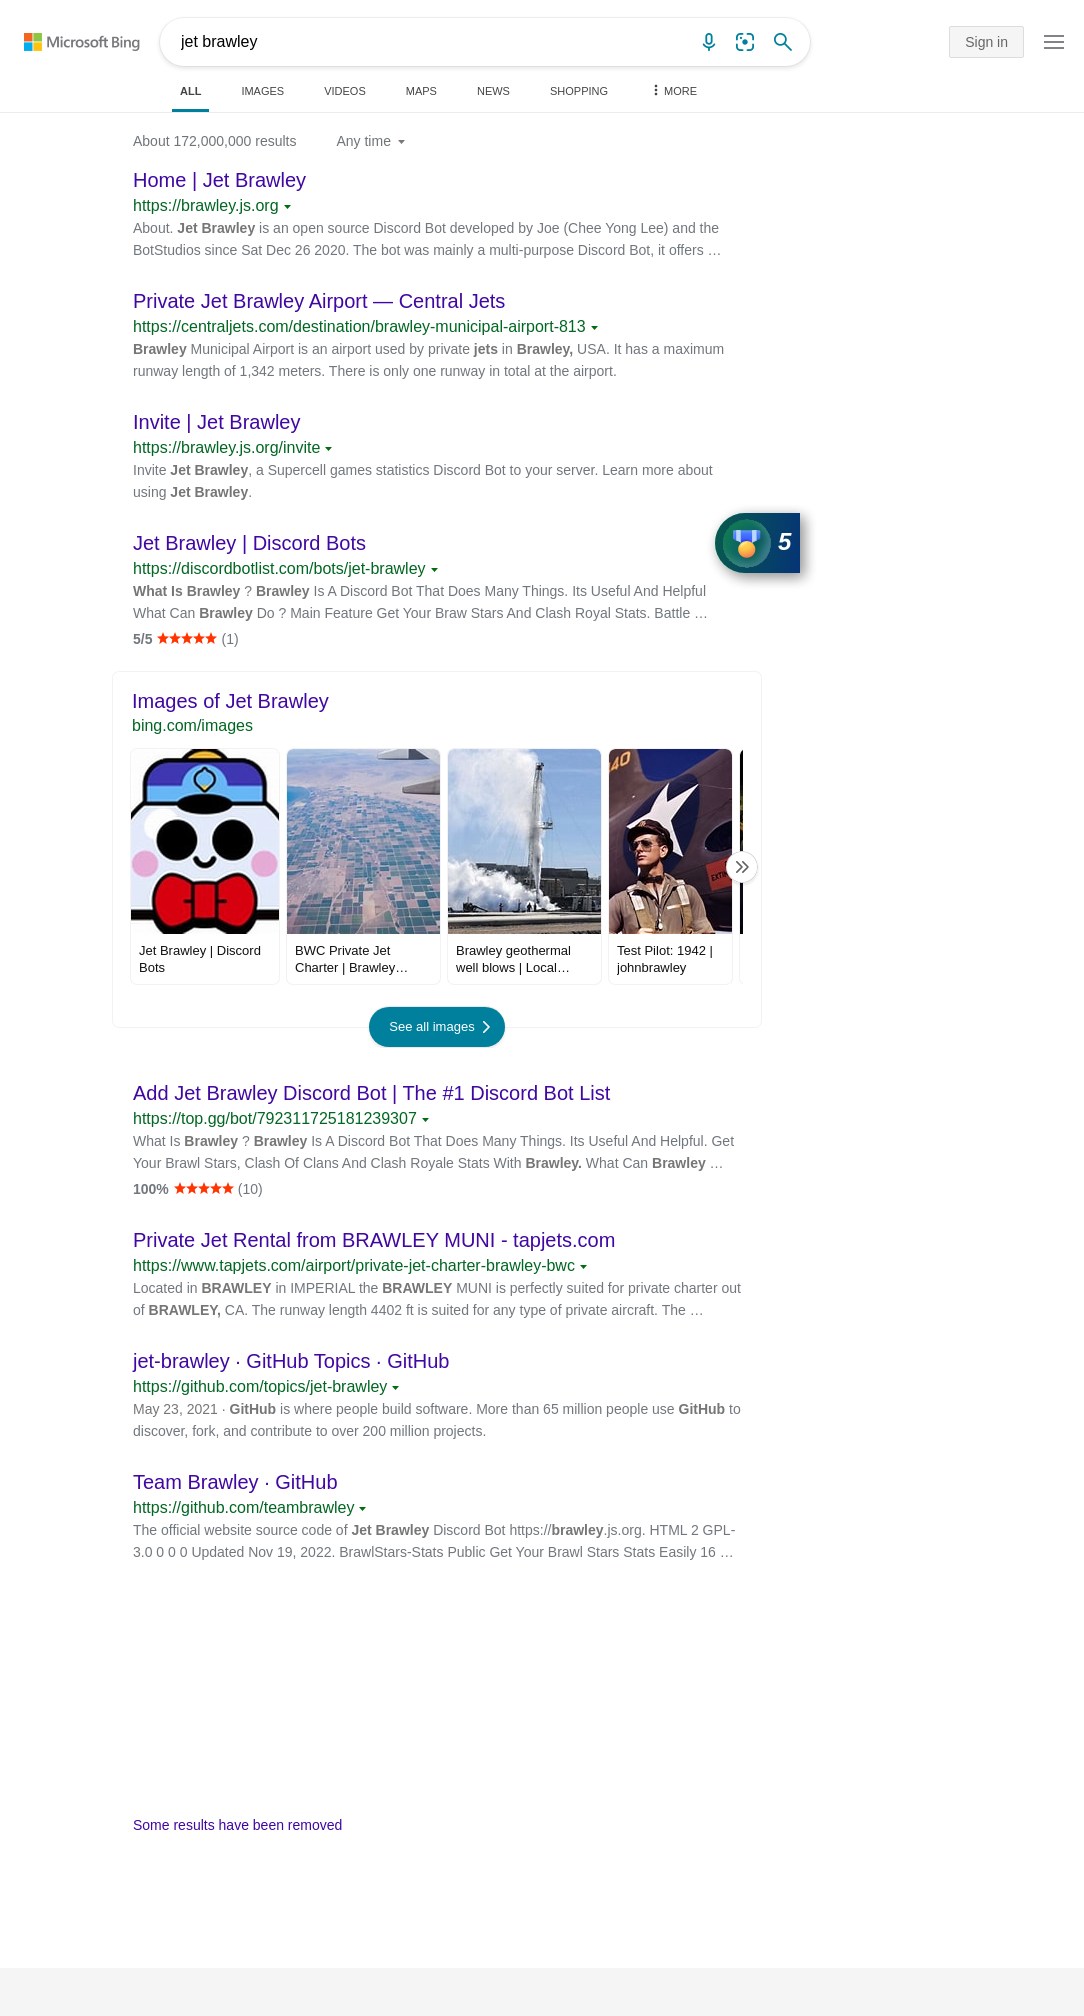 Microsoft Bing
jet brawley
Sign in
ALL IMAGES VIDEOS MAPS NEWS SHOPPING MORE
About 172,000,000 results Any time
Home | Jet Brawley
https://brawley.js.org
About. Jet Brawley is an open source Discord Bot developed by Joe (Chee Yong Lee) and the
BotStudios since Sat Dec 26 2020. The bot was mainly a multi-purpose Discord Bot, it offers …
Private Jet Brawley Airport — Central Jets
https://centraljets.com/destination/brawley-municipal-airport-813
Brawley Municipal Airport is an airport used by private jets in Brawley, USA. It has a maximum
runway length of 1,342 meters. There is only one runway in total at the airport.
Invite | Jet Brawley
https://brawley.js.org/invite
Invite Jet Brawley, a Supercell games statistics Discord Bot to your server. Learn more about
using Jet Brawley.
5
Jet Brawley | Discord Bots
https://discordbotlist.com/bots/jet-brawley
What Is Brawley ? Brawley Is A Discord Bot That Does Many Things. Its Useful And Helpful
What Can Brawley Do ? Main Feature Get Your Braw Stars And Clash Royal Stats. Battle …
5/5 (1)
Images of Jet Brawley
bing.com/images
Jet Brawley | Discord
Bots
BWC Private Jet
Charter | Brawley…
Brawley geothermal
well blows | Local…
Test Pilot: 1942 |
johnbrawley
See all images
Add Jet Brawley Discord Bot | The #1 Discord Bot List
https://top.gg/bot/792311725181239307
What Is Brawley ? Brawley Is A Discord Bot That Does Many Things. Its Useful And Helpful. Get
Your Brawl Stars, Clash Of Clans And Clash Royale Stats With Brawley. What Can Brawley …
100% (10)
Private Jet Rental from BRAWLEY MUNI - tapjets.com
https://www.tapjets.com/airport/private-jet-charter-brawley-bwc
Located in BRAWLEY in IMPERIAL the BRAWLEY MUNI is perfectly suited for private charter out
of BRAWLEY, CA. The runway length 4402 ft is suited for any type of private aircraft. The …
jet-brawley · GitHub Topics · GitHub
https://github.com/topics/jet-brawley
May 23, 2021 · GitHub is where people build software. More than 65 million people use GitHub to
discover, fork, and contribute to over 200 million projects.
Team Brawley · GitHub
https://github.com/teambrawley
The official website source code of Jet Brawley Discord Bot https://brawley.js.org. HTML 2 GPL-
3.0 0 0 0 Updated Nov 19, 2022. BrawlStars-Stats Public Get Your Brawl Stars Stats Easily 16 …
Some results have been removed